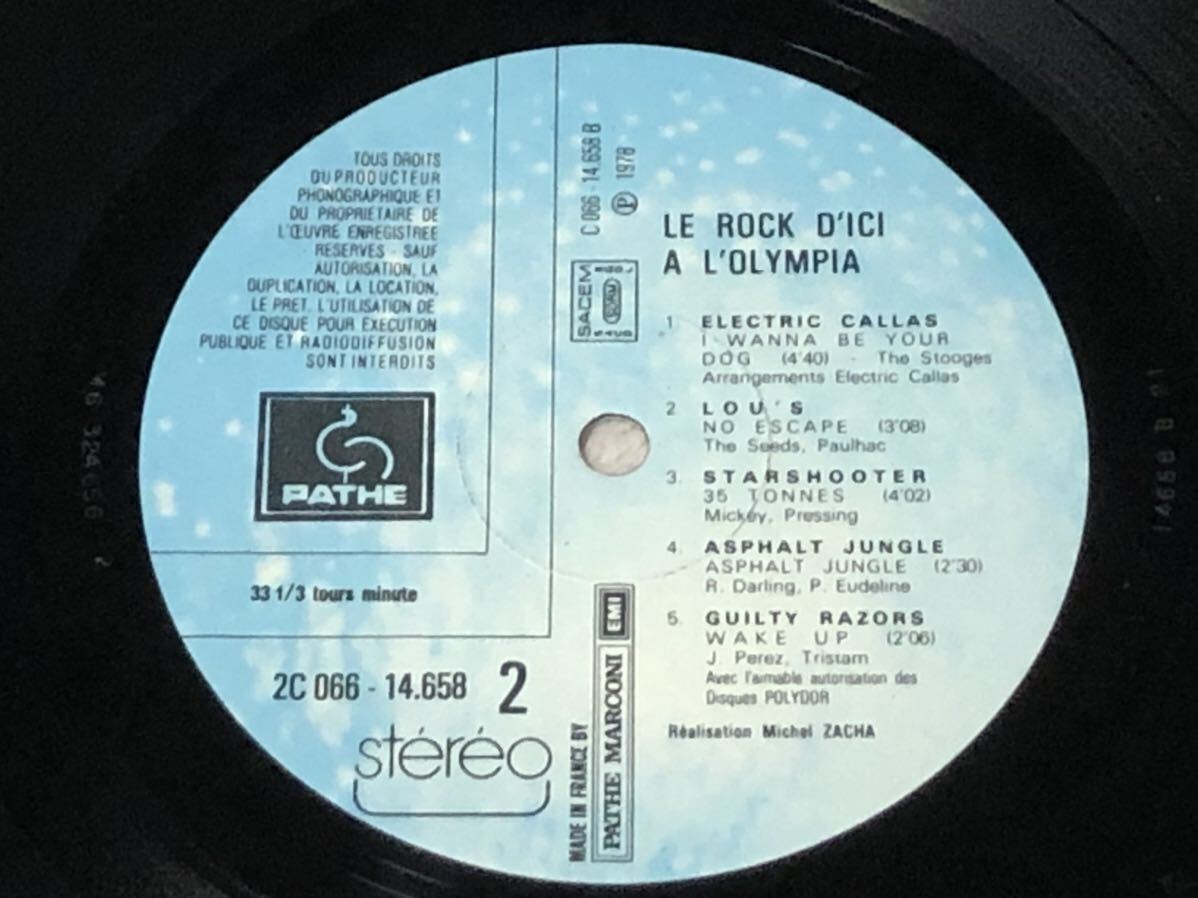 TOUS DROITS
DU PRODUCTEUR
PHONOGRAPHIQUE ET
DU PROPRIETAIRE DE
L'ŒUVRE ENREGISTREE
RESERVES - SAUF
AUTORISATION, LA
DUPLICATION, LA LOCATION,
LE PRET, L'UTILISATION DE
CE DISQUE POUR EXECUTION
PUBLIQUE ET RADIODIFFUSION
SONT INTERDITS
PATHE
33 1/3 tours minute
2C 066 - 14.658 2
stéréo
C 066 - 14.658 B
℗ 1978
SACEM
LE ROCK D'ICI
A L'OLYMPIA
1 ELECTRIC CALLAS
I WANNA BE YOUR
DOG (4'40) - The Stooges
Arrangements Electric Callas
2 LOU'S
NO ESCAPE (3'08)
The Seeds, Paulhac
3. STARSHOOTER
35 TONNES (4'02)
Mickey, Pressing
4. ASPHALT JUNGLE
ASPHALT JUNGLE (2'30)
R. Darling, P. Eudeline
5. GUILTY RAZORS
WAKE UP (2'06)
J. Perez, Tristam
Avec l'aimable autorisation des
Disques POLYDOR
Réalisation Michel ZACHA
MADE IN FRANCE BY
PATHE MARCONI EMI